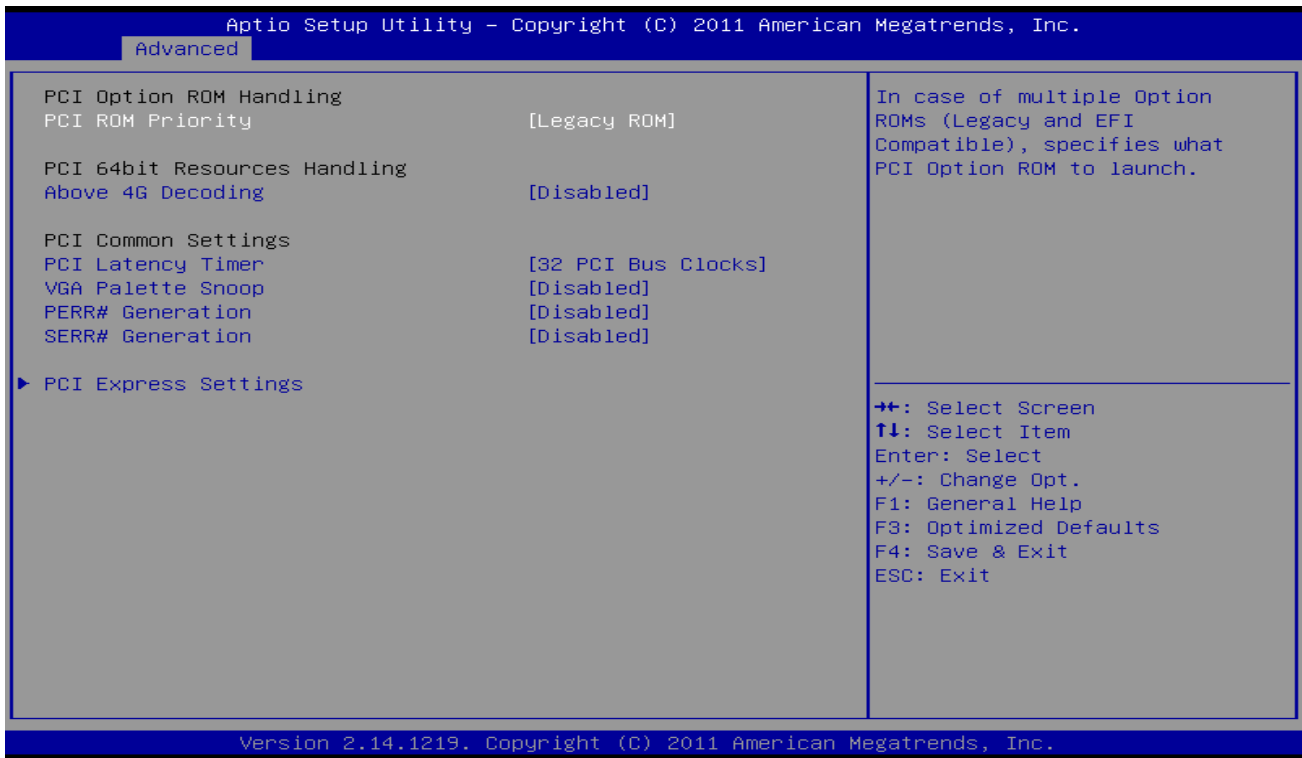 Aptio Setup Utility – Copyright (C) 2011 American Megatrends, Inc.
Advanced
PCI Option ROM Handling
PCI ROM Priority [Legacy ROM]
PCI 64bit Resources Handling
Above 4G Decoding [Disabled]
PCI Common Settings
PCI Latency Timer [32 PCI Bus Clocks]
VGA Palette Snoop [Disabled]
PERR# Generation [Disabled]
SERR# Generation [Disabled]
▶ PCI Express Settings
In case of multiple Option
ROMs (Legacy and EFI
Compatible), specifies what
PCI Option ROM to launch.
→←: Select Screen
↑↓: Select Item
Enter: Select
+/-: Change Opt.
F1: General Help
F3: Optimized Defaults
F4: Save & Exit
ESC: Exit
Version 2.14.1219. Copyright (C) 2011 American Megatrends, Inc.